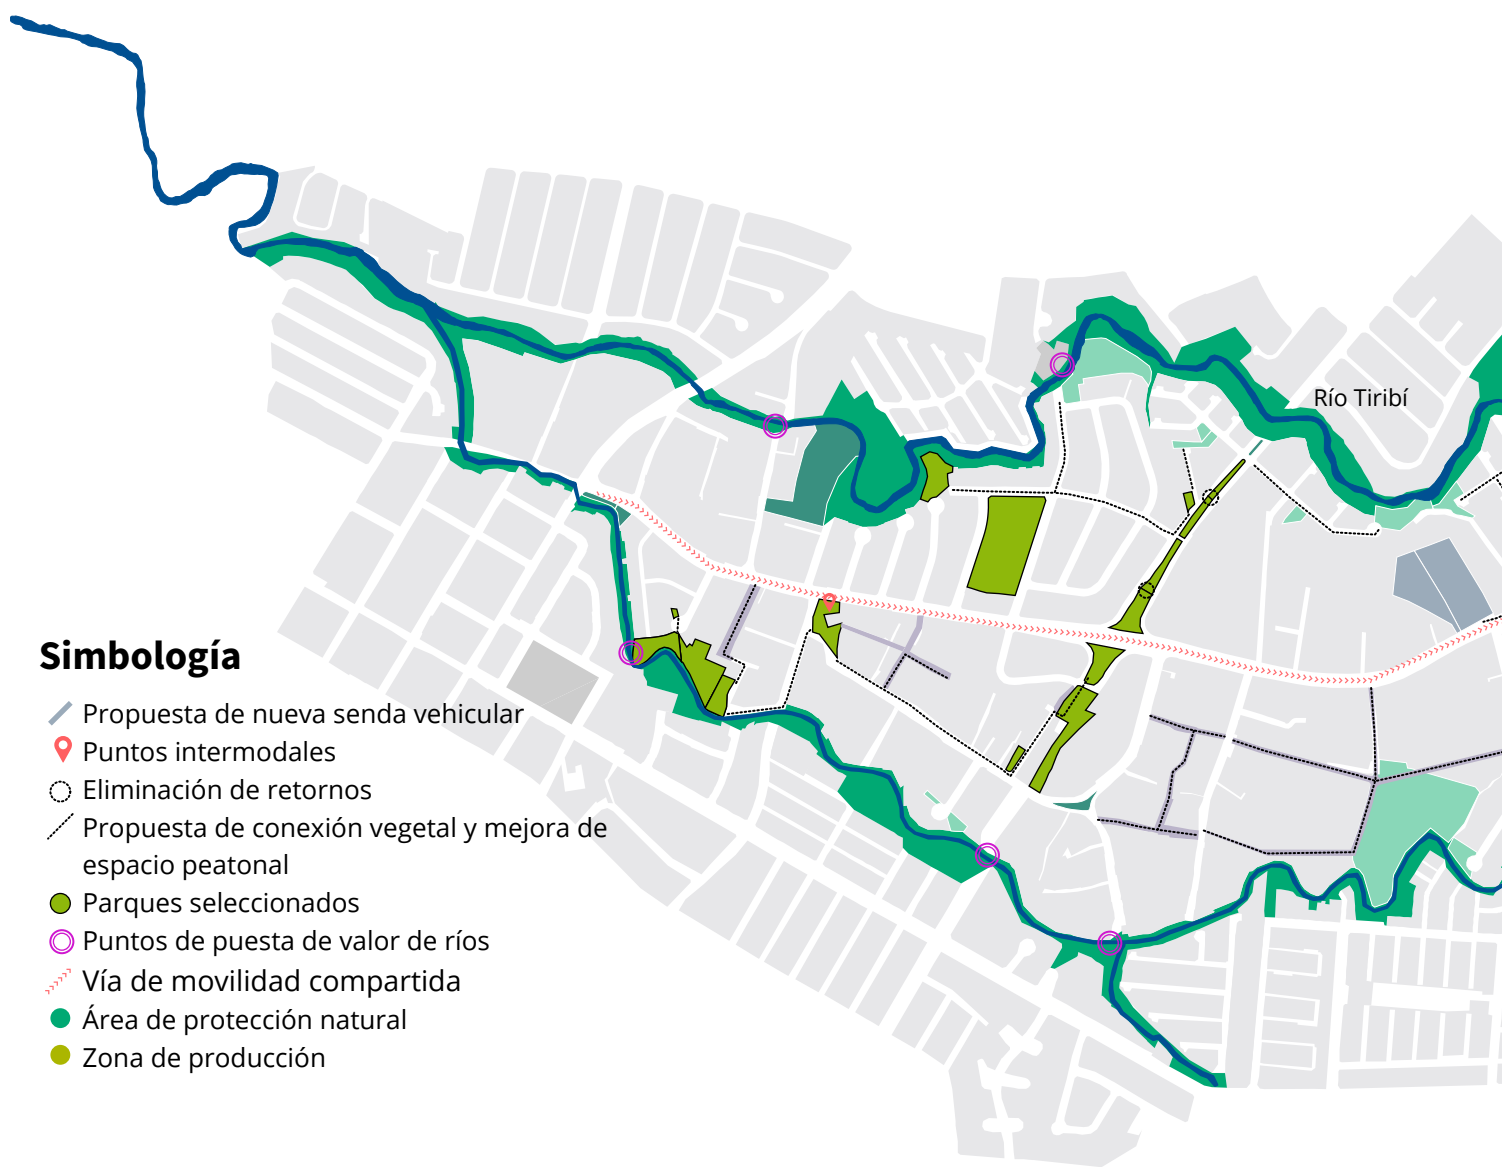 Río Tiribí
Simbología
Propuesta de nueva senda vehicular
Puntos intermodales
Eliminación de retornos
Propuesta de conexión vegetal y mejora de
espacio peatonal
Parques seleccionados
Puntos de puesta de valor de ríos
Vía de movilidad compartida
Área de protección natural
Zona de producción